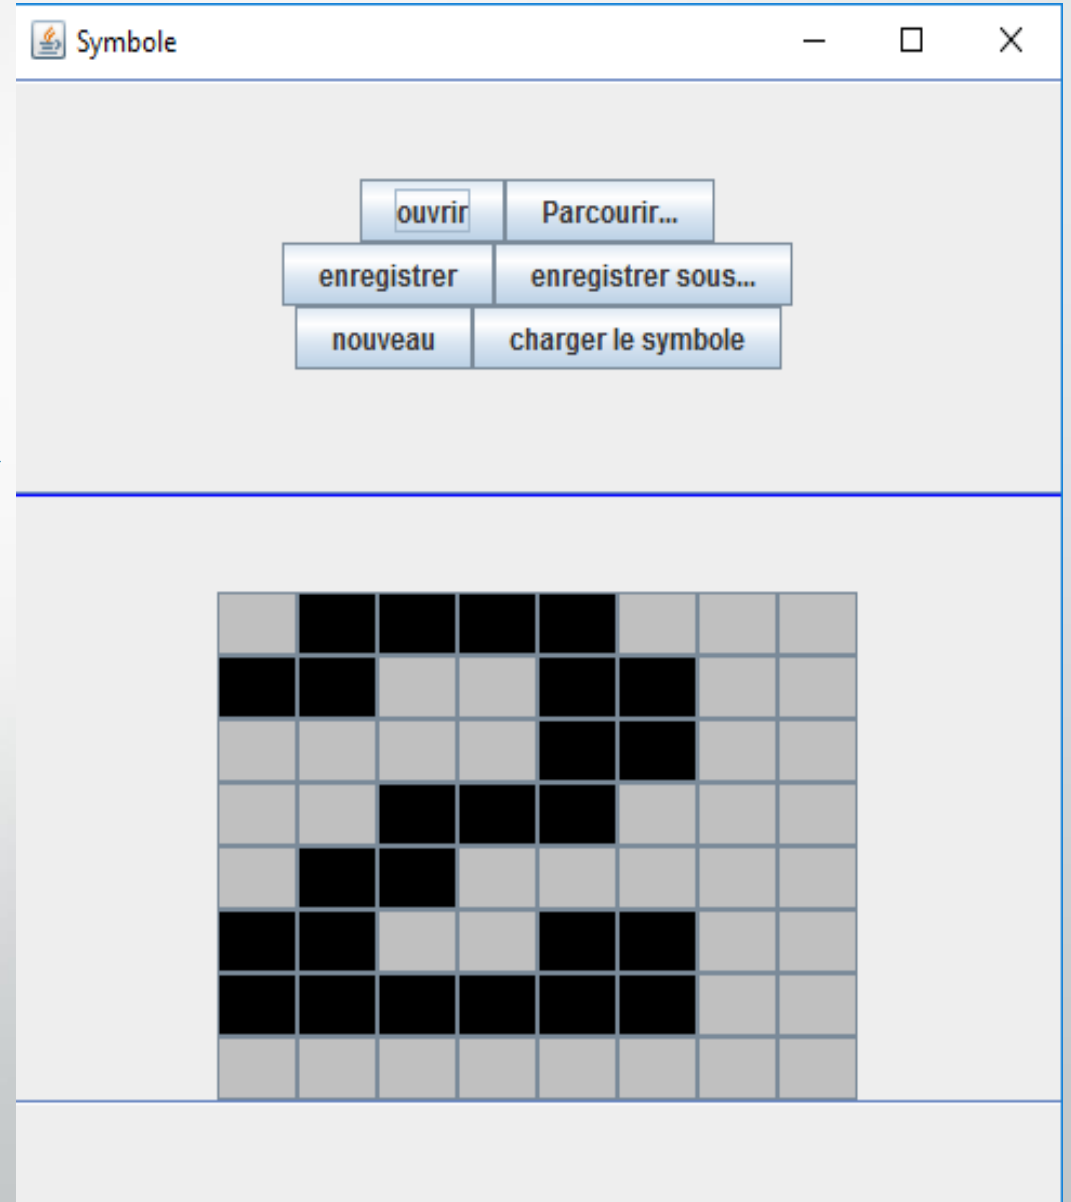 Symbole
ouvrir Parcourir...
enregistrer enregistrer sous...
nouveau charger le symbole